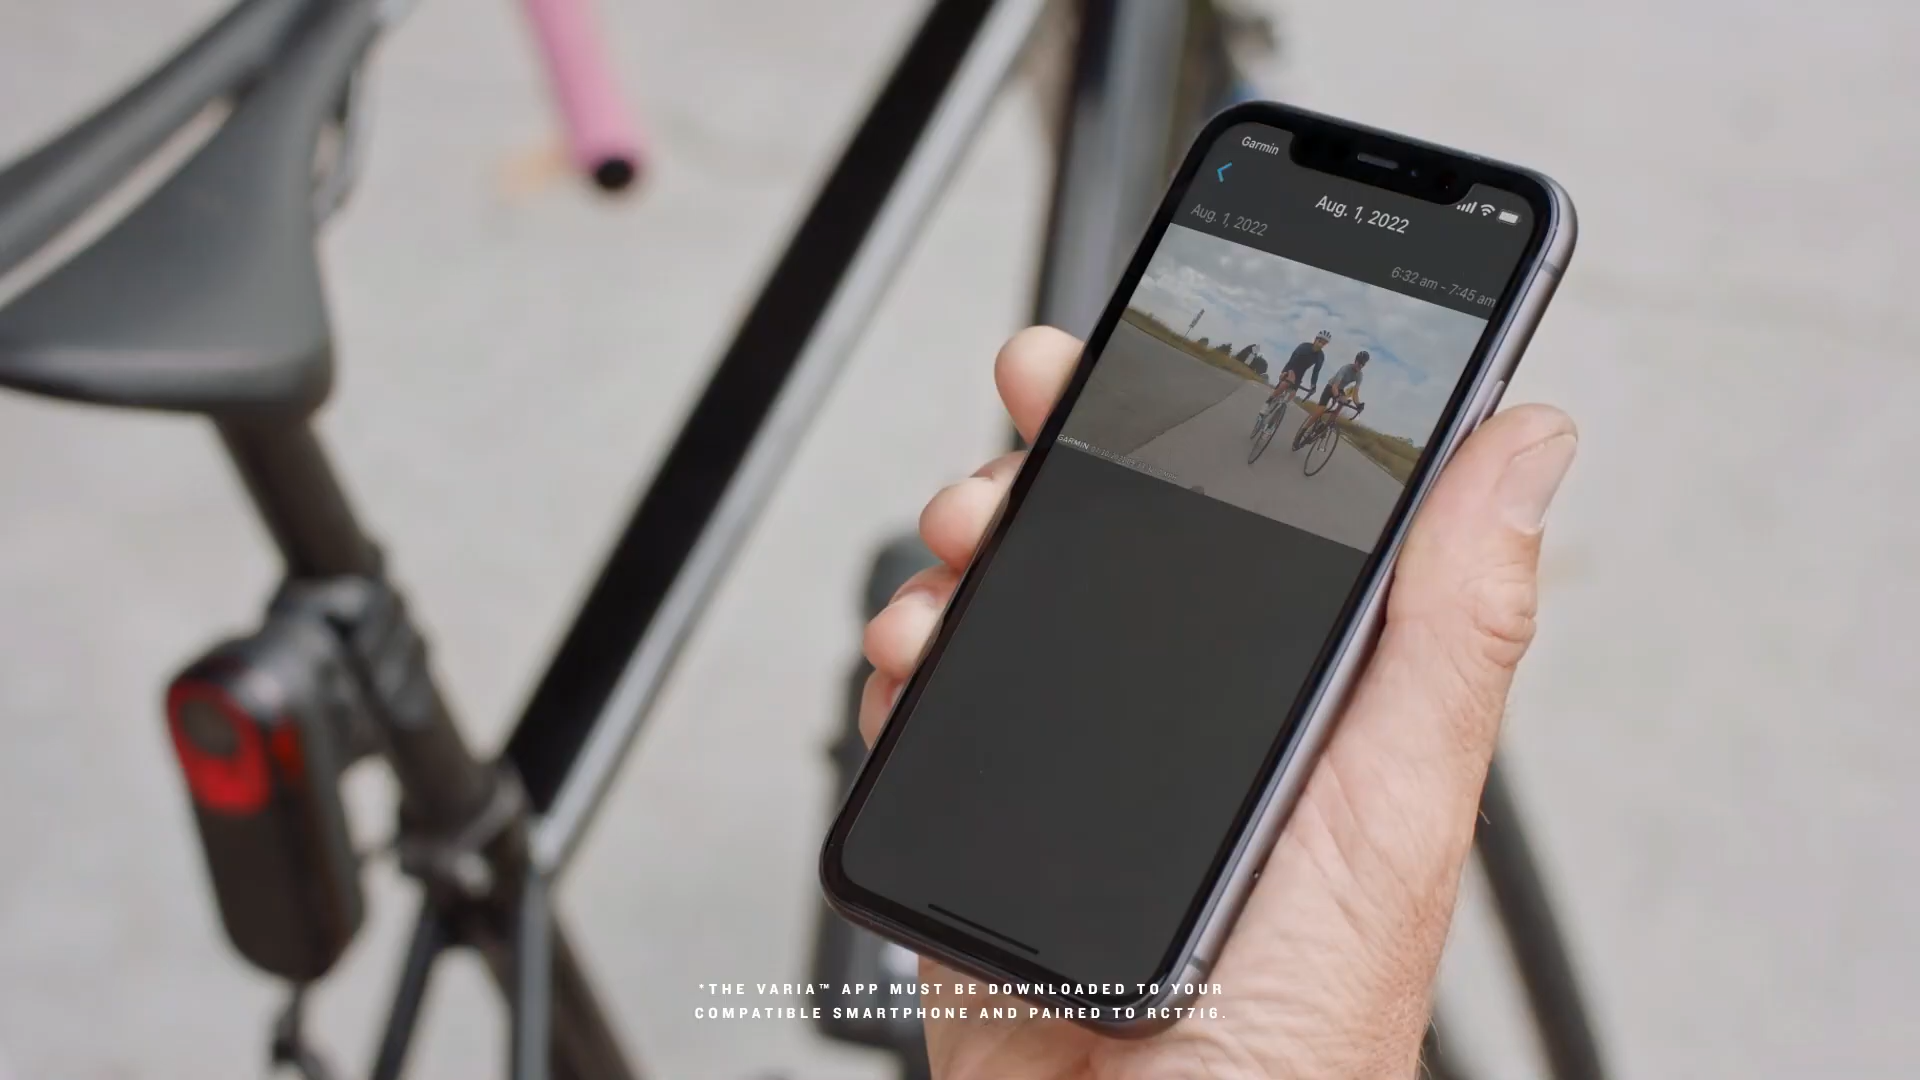 Garmin
Aug. 1, 2022
Aug. 1, 2022
6:32 am - 7:45 am
GARMIN
*THE VARIA™ APP MUST BE DOWNLOADED TO YOUR
COMPATIBLE SMARTPHONE AND PAIRED TO RCT716.